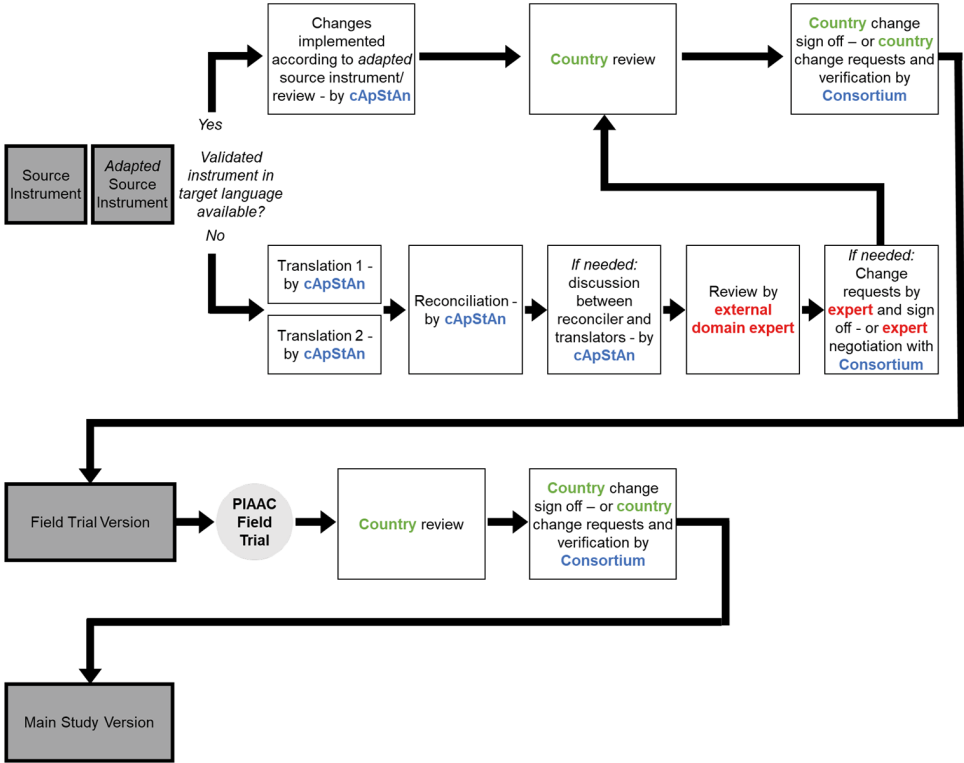 Changes
implemented
according to adapted
source instrument/
review - by cApStAn
Country review
Country change
sign off – or country
change requests and
verification by
Consortium
Yes
Source
Instrument
Adapted
Source
Instrument
Validated
instrument in
target language
available?
No
Translation 1 -
by cApStAn
Translation 2 -
by cApStAn
Reconciliation -
by cApStAn
If needed:
discussion
between
reconciler and
translators - by
cApStAn
Review by
external
domain expert
If needed:
Change
requests by
expert and sign
off - or expert
negotiation with
Consortium
Field Trial Version
PIAAC
Field
Trial
Country review
Country change
sign off – or country
change requests and
verification by
Consortium
Main Study Version